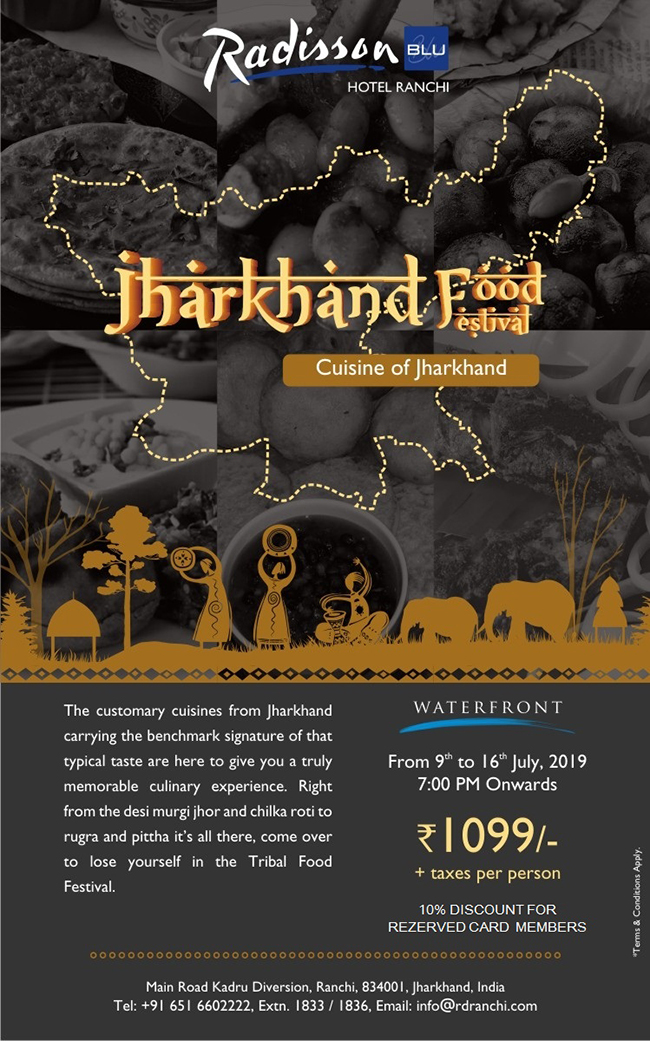 Radisson BLU
HOTEL RANCHI
Jharkhand Food
Festival
Cuisine of Jharkhand
The customary cuisines from Jharkhand
carrying the benchmark signature of that
typical taste are here to give you a truly
memorable culinary experience. Right
from the desi murgi jhor and chilka roti to
rugra and pittha it's all there, come over
to lose yourself in the Tribal Food
Festival.
WATERFRONT
From 9th to 16th July, 2019
7:00 PM Onwards
₹1099/-
+ taxes per person
10% DISCOUNT FOR
REZERVED CARD MEMBERS
*Terms & Conditions Apply.
Main Road Kadru Diversion, Ranchi, 834001, Jharkhand, India
Tel: +91 651 6602222, Extn. 1833 / 1836, Email: info@rdranchi.com